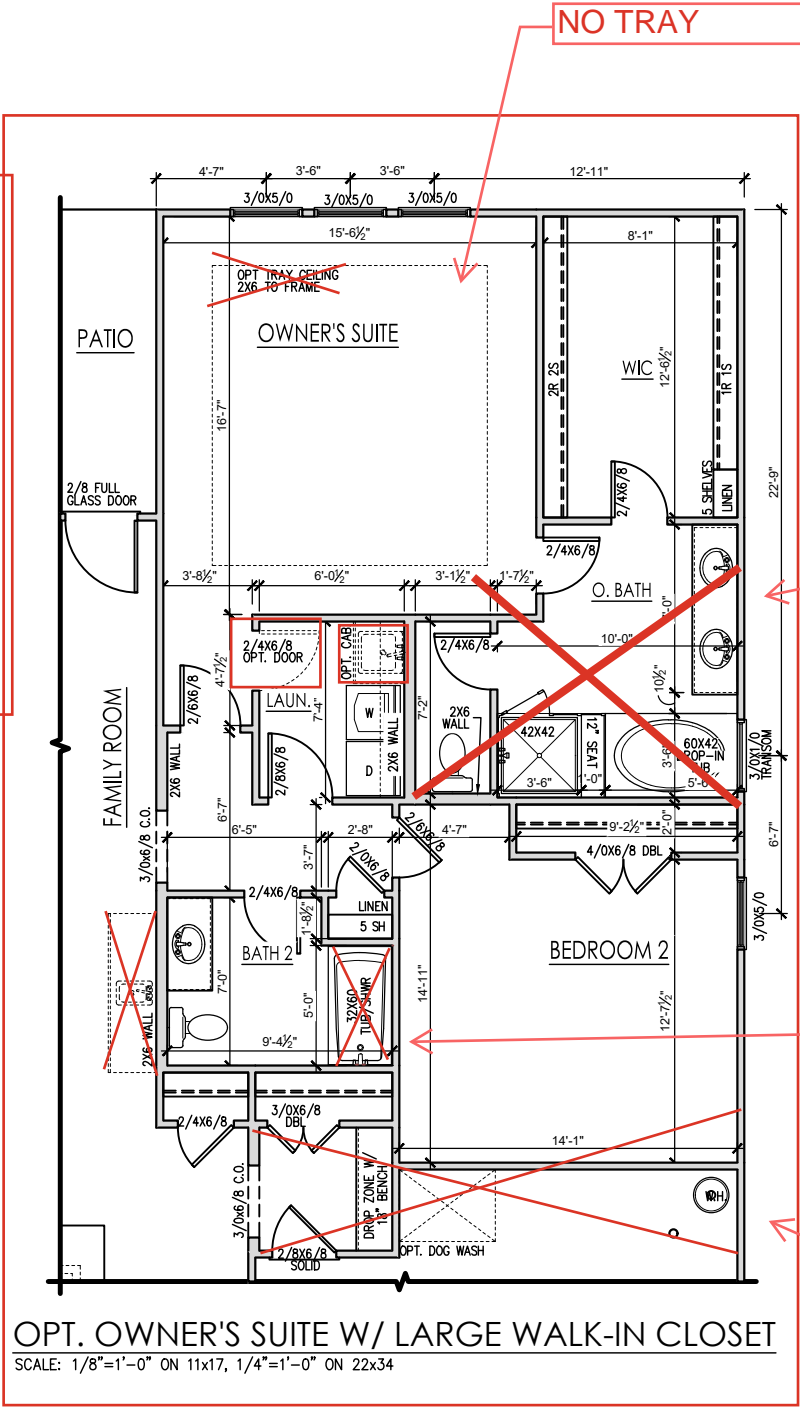 NO TRAY
4'-7"
3'-6"
3'-6"
12'-11"
3/0X5/0
3/0X5/0
3/0X5/0
15'-6½"
8'-1"
OPT TRAY CEILING
2X6 TO FRAME
PATIO
OWNER'S SUITE
WIC
2R 2S
12'-6½"
1R 1S
16'-7"
22'-9"
2/8 FULL
GLASS DOOR
5 SHELVES
LINEN
2/4X6/8
2/4X6/8
3'-8½"
6'-0½"
3'-1½"
1'-7½"
O. BATH
2/4X6/8
OPT. DOOR
OPT. CAB
2/4X6/8
10'-0"
4'-7½"
2/6X6/8
LAUN.
7'-4"
7'-2"
10½"
W
2X6
WALL
42X42
12" SEAT
60X42
DROP-IN
TUB
3/0X1/0
TRANSOM
FAMILY ROOM
2X6 WALL
2/8X6/8
D
2X6 WALL
3'-6"
1'-0"
3'-6"
5'-6"
3/0x6/8 C.O.
6'-7"
6'-5"
2'-8"
2/6X6/8
4'-7"
9'-2½"
2'-0"
6'-7"
3'-7"
2/0X6/8
4/0X6/8 DBL
2/4X6/8
LINEN
5 SH
1'-8½"
3/0X5/0
BATH 2
BEDROOM 2
7'-0"
5'-0"
32X60
TUB/SHWR
14'-11"
12'-7½"
2X6 WALL
9'-4½"
2/4X6/8
3/0X6/8
DBL
14'-1"
3/0x6/8 C.O.
DROP ZONE W/
18" BENCH
W.H.
2/8X6/8
SOLID
OPT. DOG WASH
OPT. OWNER'S SUITE W/ LARGE WALK-IN CLOSET
SCALE: 1/8"=1'-0" ON 11x17, 1/4"=1'-0" ON 22x34